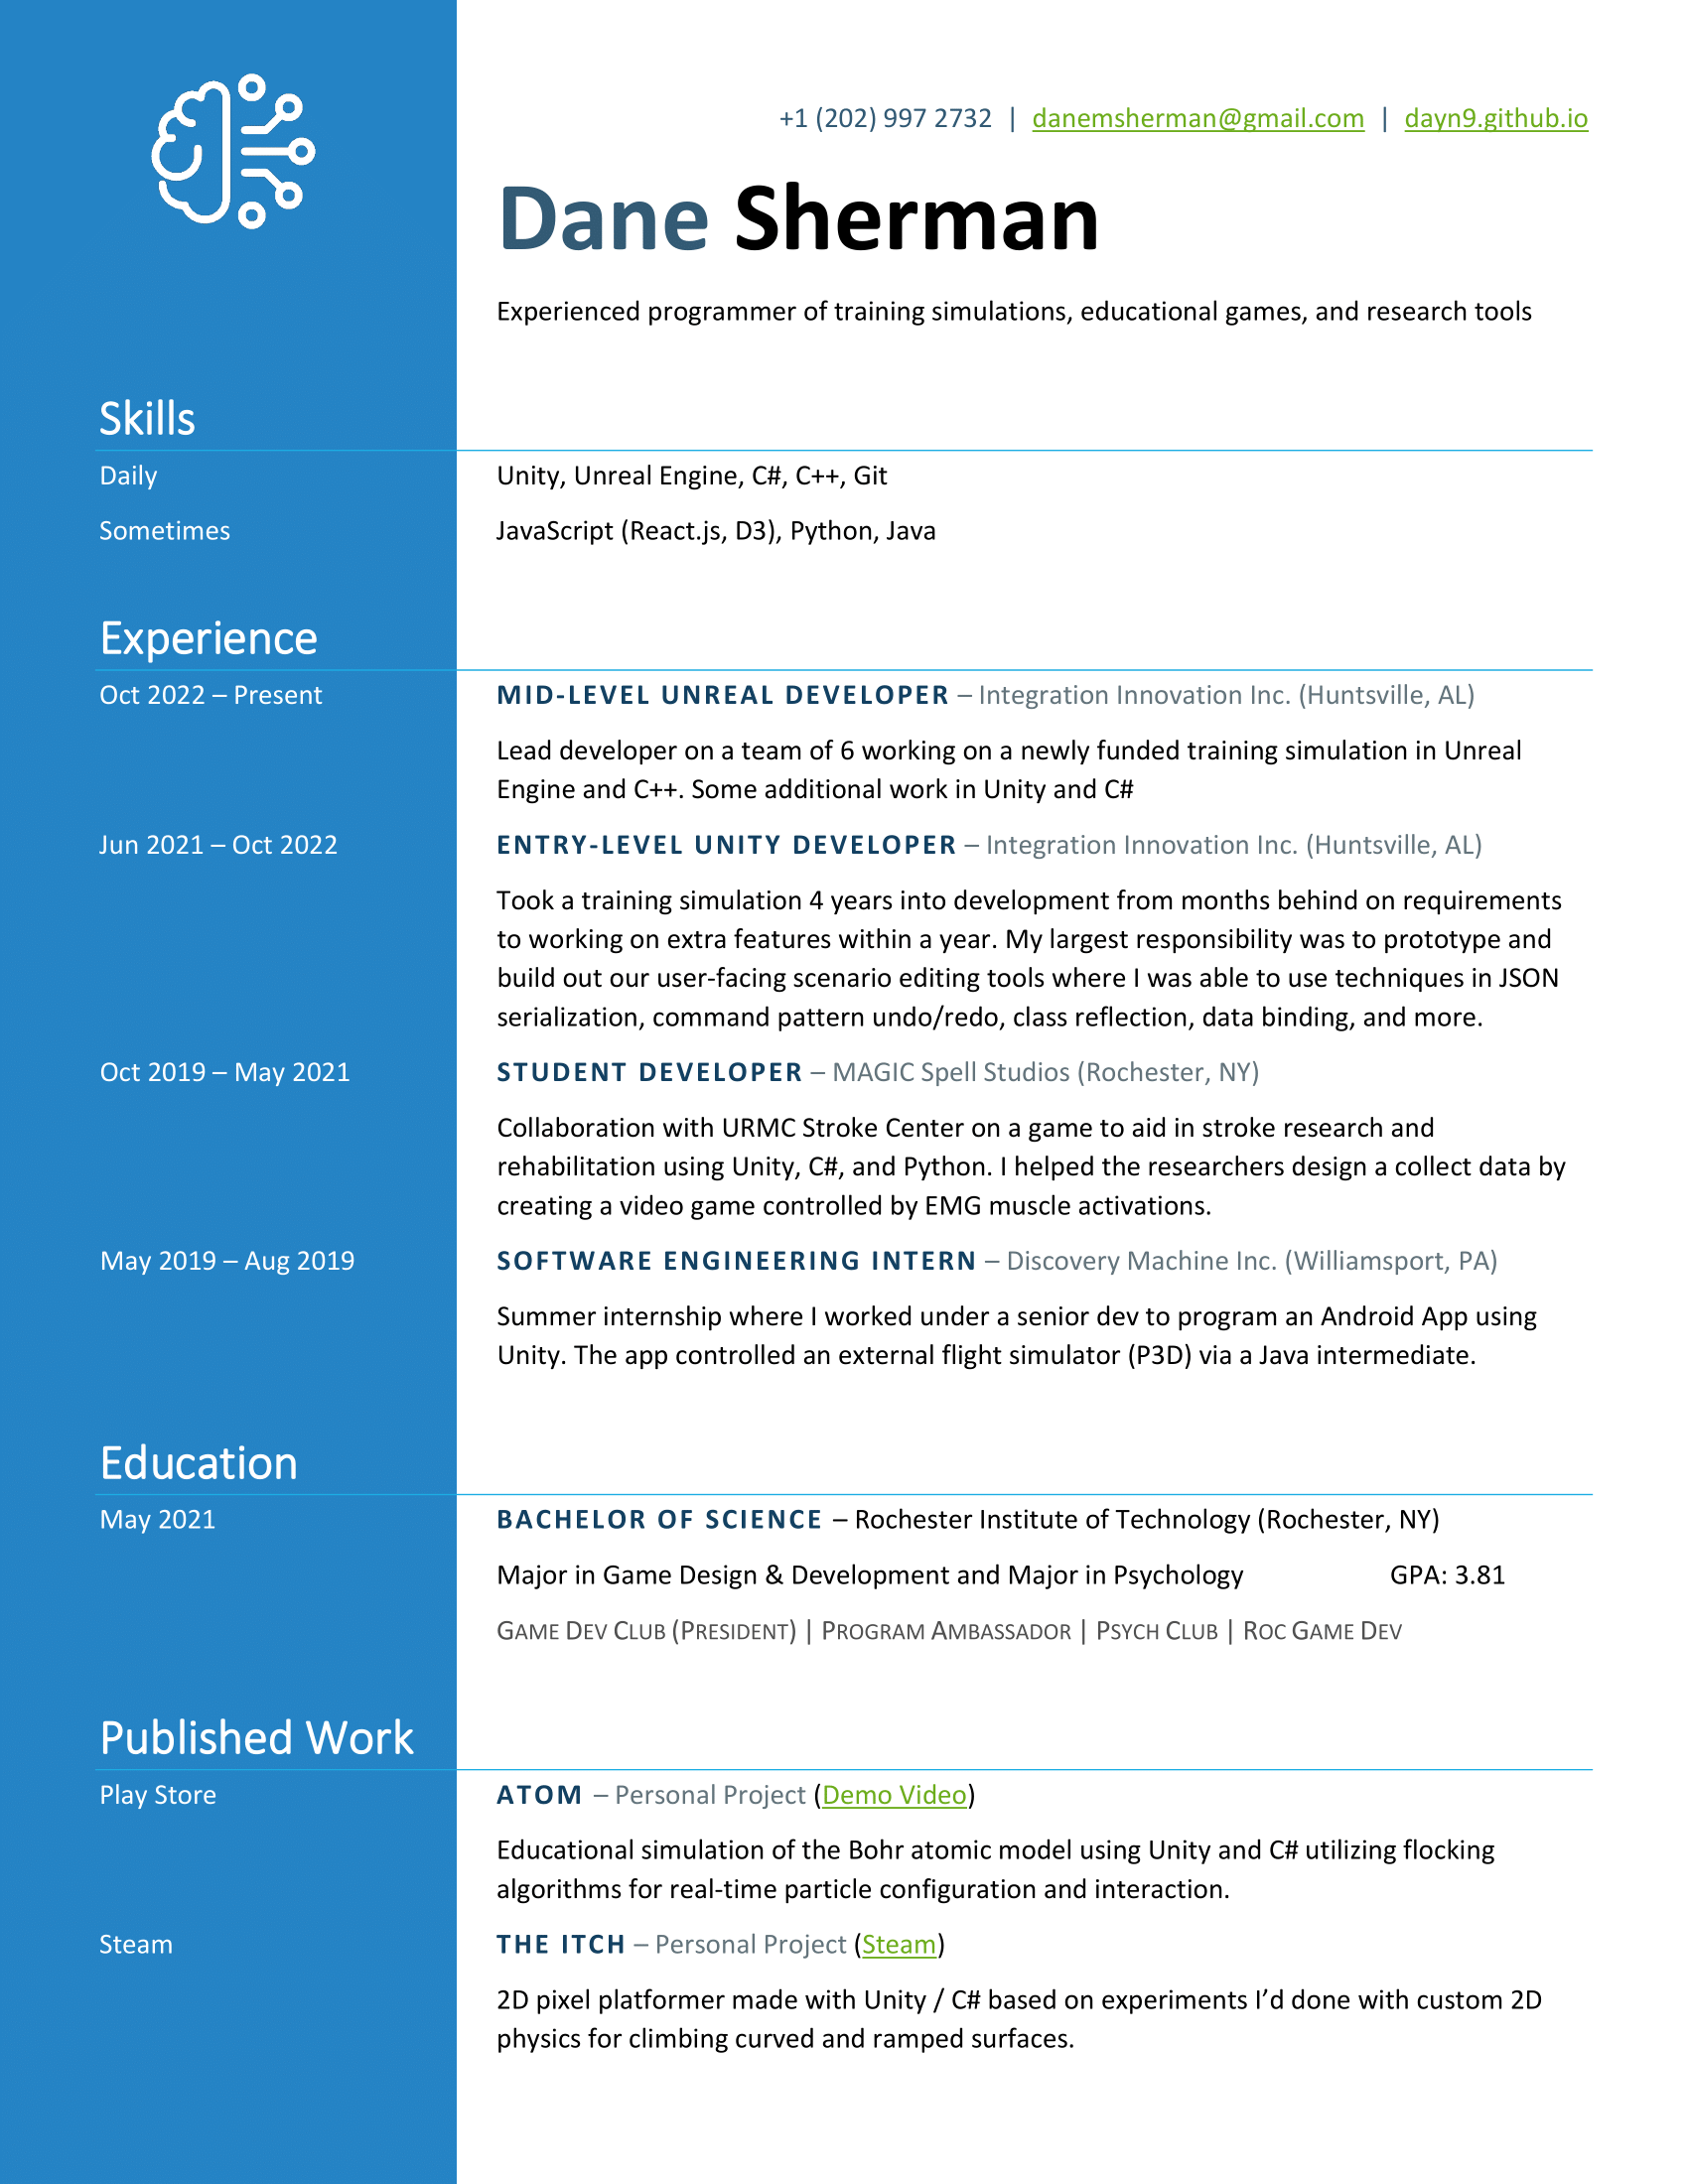 +1 (202) 997 2732 | danemsherman@gmail.com | dayn9.github.io
Dane Sherman
Experienced programmer of training simulations, educational games, and research tools
Skills
Daily
Unity, Unreal Engine, C#, C++, Git
Sometimes
JavaScript (React.js, D3), Python, Java
Experience
Oct 2022 – Present
MID-LEVEL UNREAL DEVELOPER – Integration Innovation Inc. (Huntsville, AL)
Lead developer on a team of 6 working on a newly funded training simulation in Unreal
Engine and C++. Some additional work in Unity and C#
Jun 2021 – Oct 2022
ENTRY-LEVEL UNITY DEVELOPER – Integration Innovation Inc. (Huntsville, AL)
Took a training simulation 4 years into development from months behind on requirements
to working on extra features within a year. My largest responsibility was to prototype and
build out our user-facing scenario editing tools where I was able to use techniques in JSON
serialization, command pattern undo/redo, class reflection, data binding, and more.
Oct 2019 – May 2021
STUDENT DEVELOPER – MAGIC Spell Studios (Rochester, NY)
Collaboration with URMC Stroke Center on a game to aid in stroke research and
rehabilitation using Unity, C#, and Python. I helped the researchers design a collect data by
creating a video game controlled by EMG muscle activations.
May 2019 – Aug 2019
SOFTWARE ENGINEERING INTERN – Discovery Machine Inc. (Williamsport, PA)
Summer internship where I worked under a senior dev to program an Android App using
Unity. The app controlled an external flight simulator (P3D) via a Java intermediate.
Education
May 2021
BACHELOR OF SCIENCE – Rochester Institute of Technology (Rochester, NY)
Major in Game Design & Development and Major in Psychology GPA: 3.81
GAME DEV CLUB (PRESIDENT) | PROGRAM AMBASSADOR | PSYCH CLUB | ROC GAME DEV
Published Work
Play Store
ATOM – Personal Project (Demo Video)
Educational simulation of the Bohr atomic model using Unity and C# utilizing flocking
algorithms for real-time particle configuration and interaction.
Steam
THE ITCH – Personal Project (Steam)
2D pixel platformer made with Unity / C# based on experiments I’d done with custom 2D
physics for climbing curved and ramped surfaces.